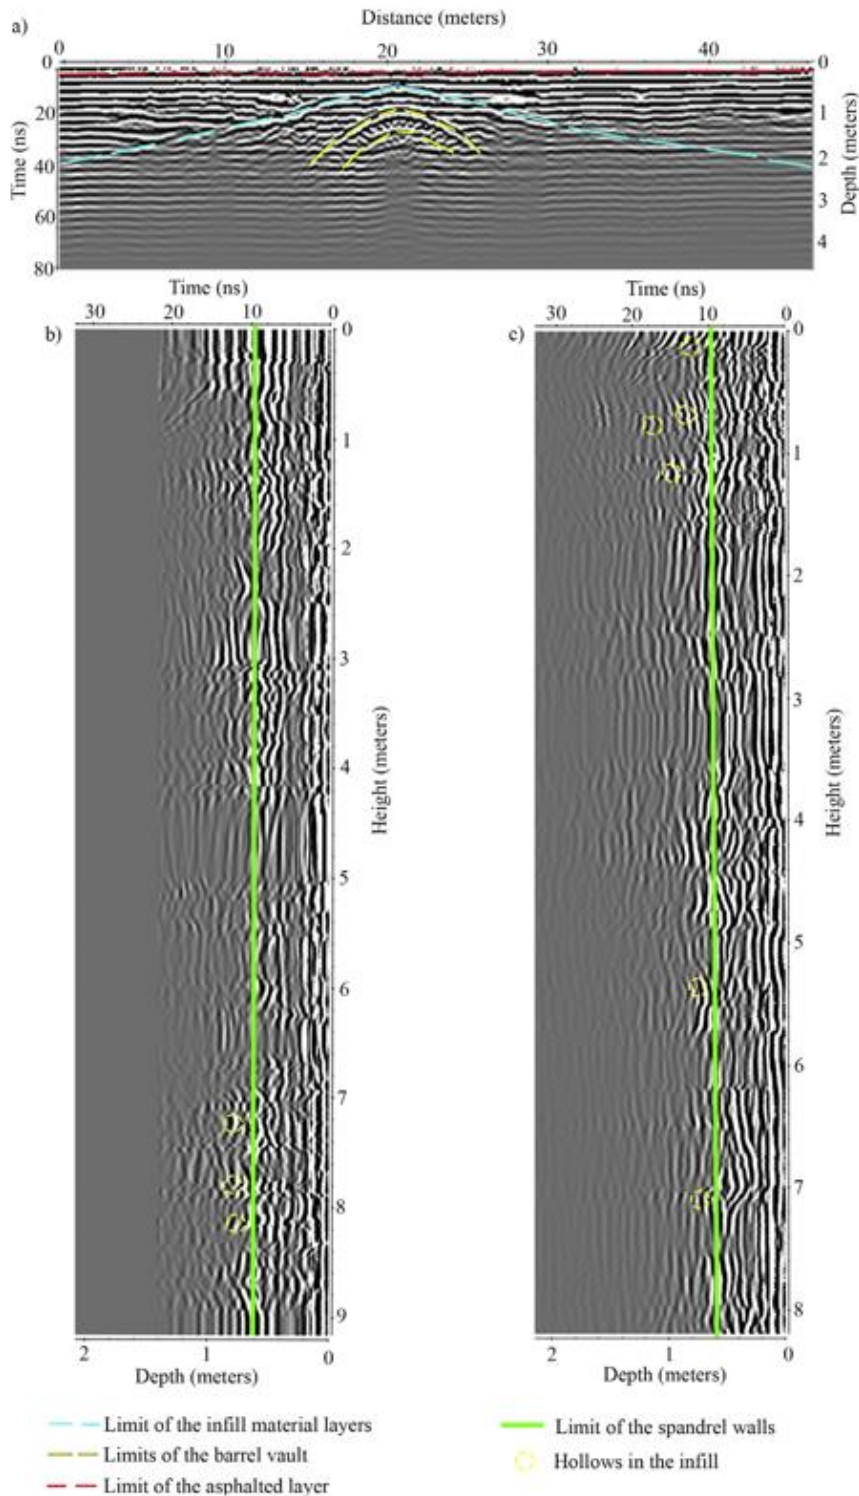 a)
Distance (meters)
0 10 20 30 40
0
20
40
60
80
Time (ns)
0
1
2
3
4
Depth (meters)
b)
Time (ns)
30 20 10 0
0
1
2
3
4
5
6
7
8
9
Height (meters)
2 1 0
Depth (meters)
c)
Time (ns)
30 20 10 0
0
1
2
3
4
5
6
7
8
Height (meters)
2 1 0
Depth (meters)
Limit of the infill material layers
Limits of the barrel vault
Limit of the asphalted layer
Limit of the spandrel walls
Hollows in the infill